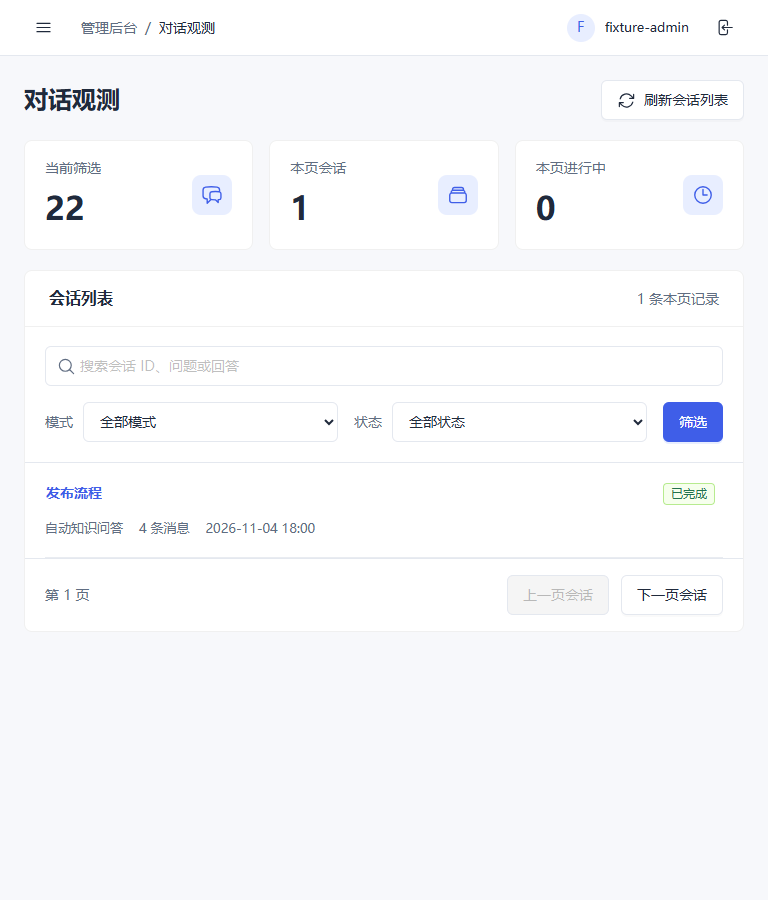 管理后台 / 对话观测
F fixture-admin
对话观测
刷新会话列表
当前筛选
22
本页会话
1
本页进行中
0
会话列表
1 条本页记录
搜索会话 ID、问题或回答
模式 全部模式 状态 全部状态 筛选
发布流程
已完成
自动知识问答 4 条消息 2026-11-04 18:00
第 1 页
上一页会话 下一页会话